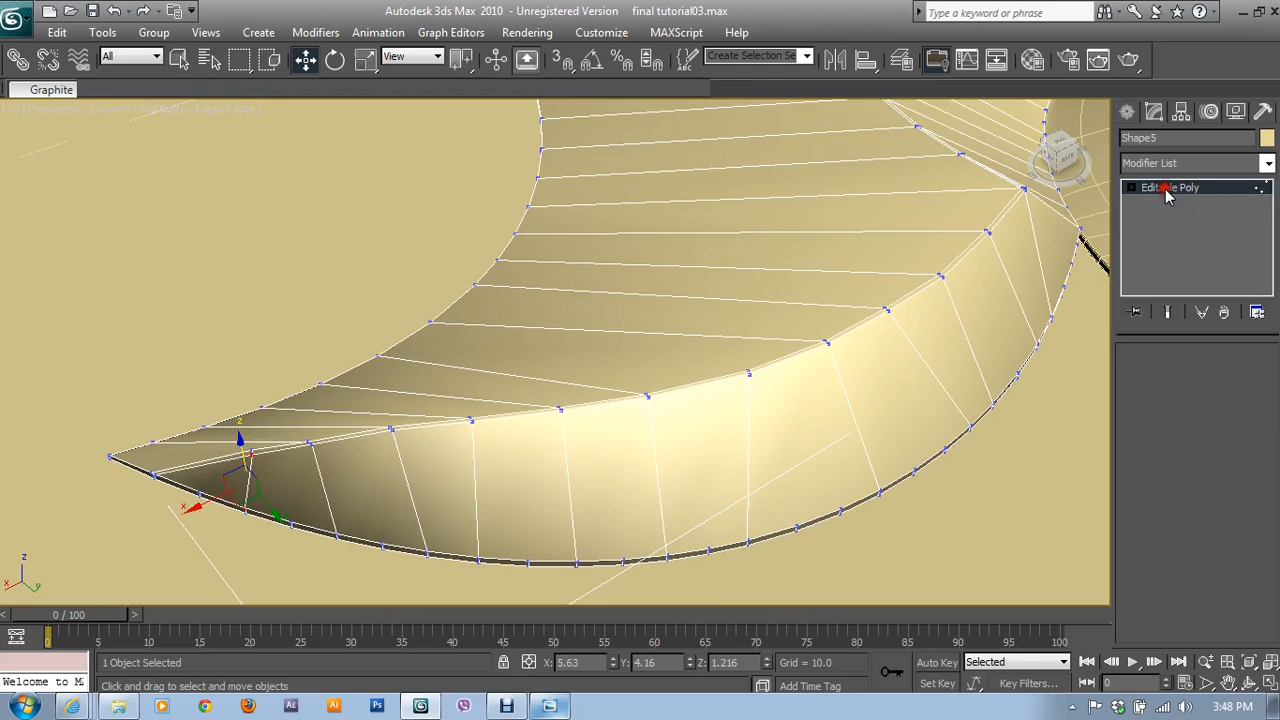 Autodesk 3ds Max 2010 - Unregistered Version final tutorial03.max
Type a keyword or phrase
Edit Tools Group Views Create Modifiers Animation Graph Editors Rendering Customize MAXScript Help
All View Create Selection Se
Graphite
Shape5
Modifier List
Editable Poly
BACK
z
x
y
z
x
y
0 / 100
0 5 10 15 20 25 30 35 40 45 50 55 60 65 70 75 80 85 90 95 100
1 Object Selected X: 5.63 Y: 4.16 Z: 1.216 Grid = 10.0 Auto Key Selected
Welcome to M Click and drag to select and move objects Add Time Tag Set Key Key Filters... 0
3:48 PM